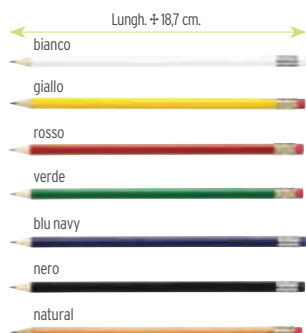 Lungh. ± 18,7 cm.
bianco
giallo
rosso
verde
blu navy
nero
natural